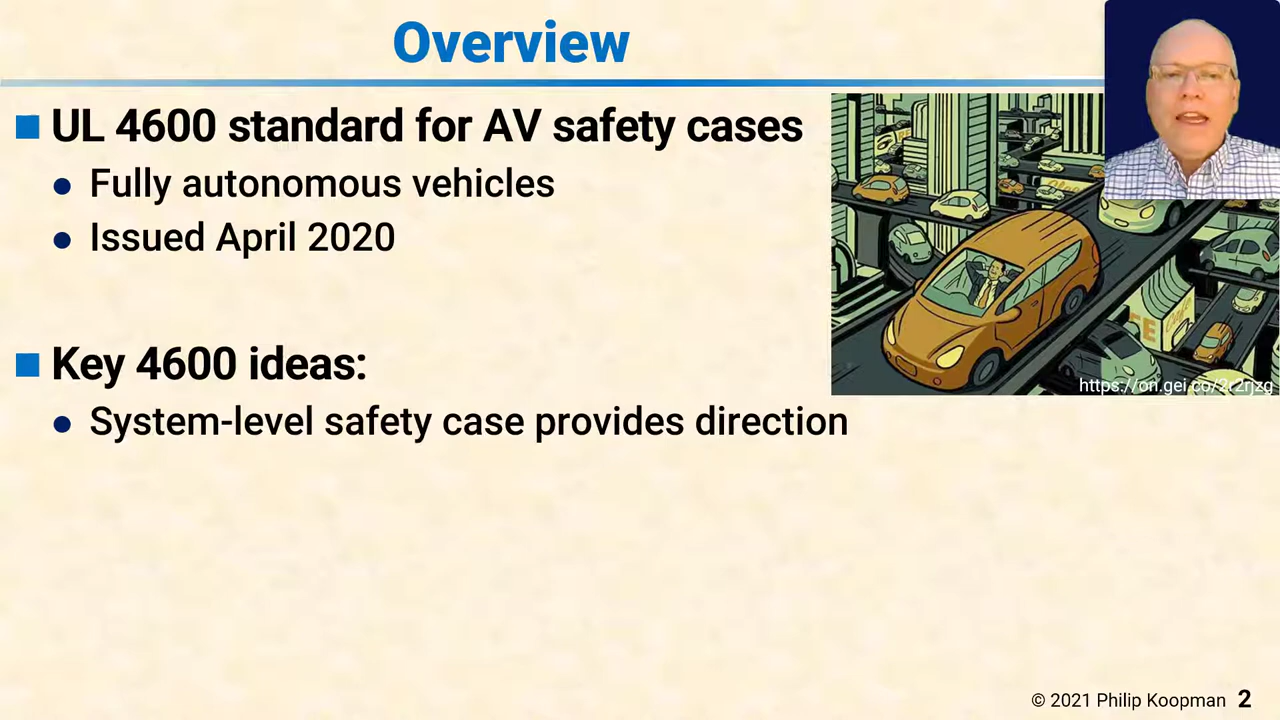 Overview
UL 4600 standard for AV safety cases
Fully autonomous vehicles
Issued April 2020
Key 4600 ideas:
System-level safety case provides direction
© 2021 Philip Koopman 2